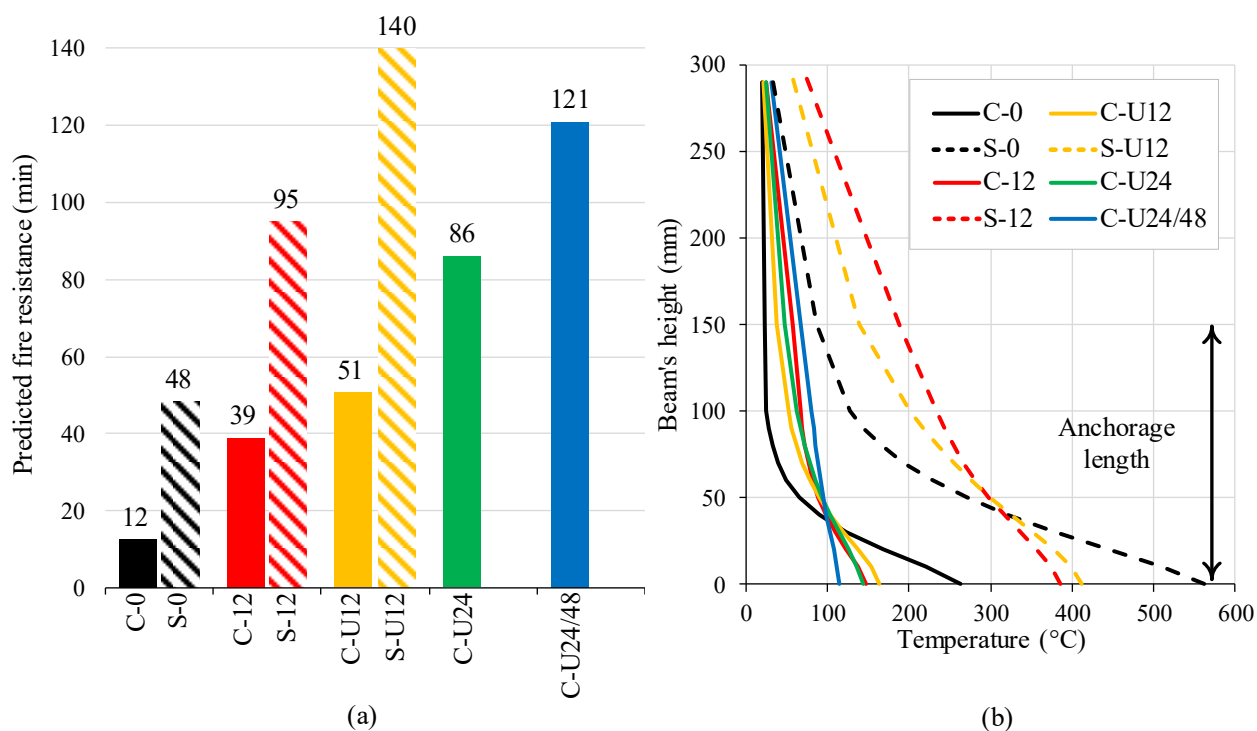 Predicted fire resistance (min)
140
120
100
80
60
40
20
0
12
48
39
95
51
140
86
121
C-0
S-0
C-12
S-12
C-U12
S-U12
C-U24
C-U24/48
(a)
Beam's height (mm)
300
250
200
150
100
50
0
C-0
C-U12
S-0
S-U12
C-12
C-U24
S-12
C-U24/48
Anchorage
length
0
100
200
300
400
500
600
Temperature (°C)
(b)